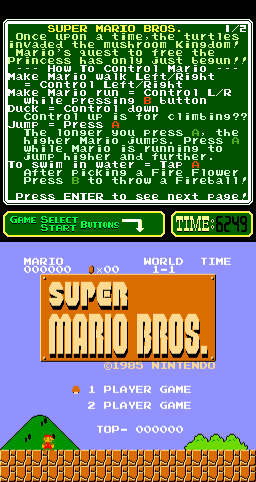 SUPER MARIO BROS. 1/2
Once upon a time,the turtles
invaded the mushroom Kingdom!
Mario's quest to free the
Princess has only Just begun!!
--- How To Control Mario ---
Make Mario walk Left/Right
= Control Left/Right
Make Mario run = Control L/R
while pressing B button
Duck = Control down
Control up is for climbing??
Jump = Press A
The longer you press A, the
higher Mario Jumps. Press A
while Mario is running to
Jump higher and further.
To swim in water = Tap A
After picking a Fire Flower
Press B to throw a Fireball!
Press ENTER to see next page!
GAME SELECT
START BUTTONS
TIME: 6249
MARIO WORLD TIME
000000 ×00 1-1
SUPER
MARIO BROS.
©1985 NINTENDO
1 PLAYER GAME
2 PLAYER GAME
TOP- 000000